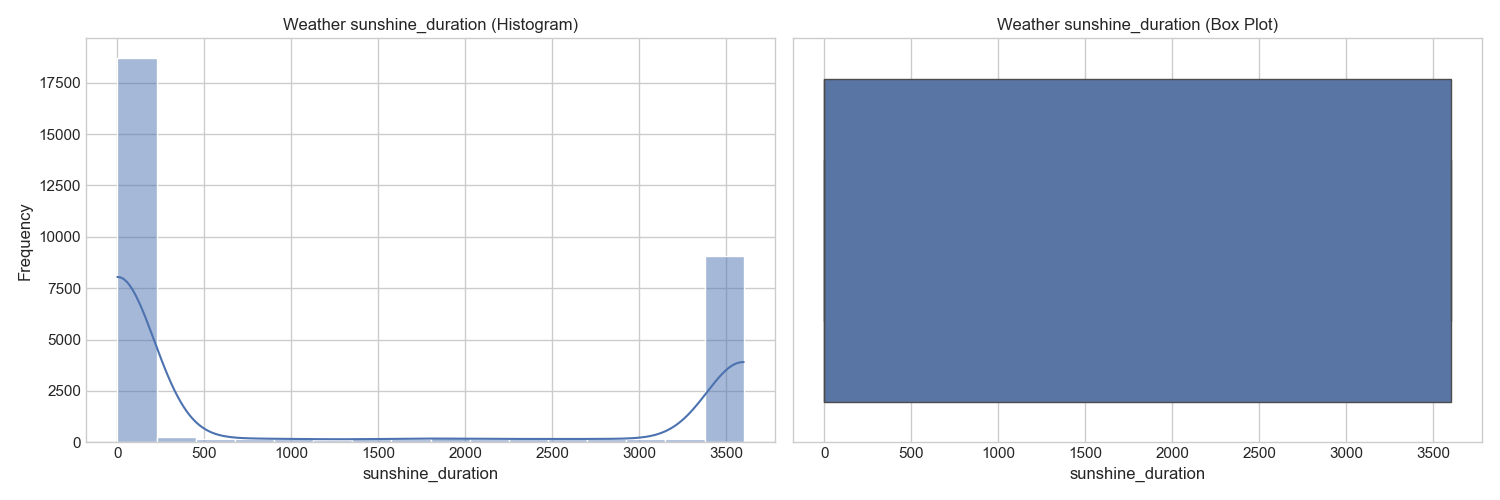 Weather sunshine_duration (Histogram)
17500
15000
12500
10000
7500
5000
2500
0
Frequency
0 500 1000 1500 2000 2500 3000 3500
sunshine_duration
Weather sunshine_duration (Box Plot)
0 500 1000 1500 2000 2500 3000 3500
sunshine_duration